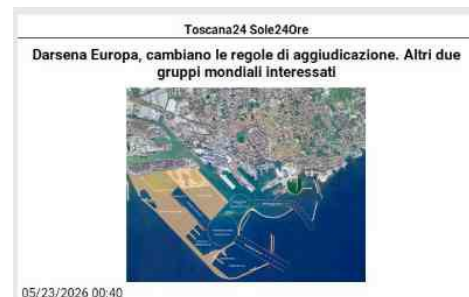 Toscana24 Sole24Ore
Darsena Europa, cambiano le regole di aggiudicazione. Altri due
gruppi mondiali interessati
05/23/2026 00:40